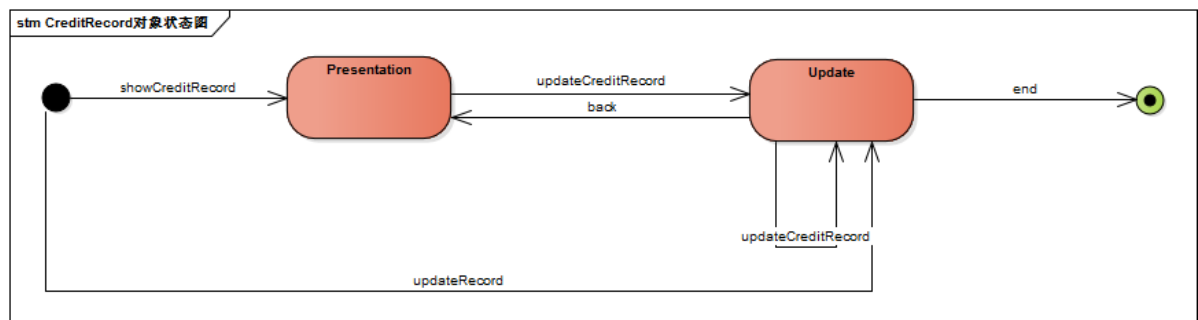 stm CreditRecord对象状态图
Presentation
Update
showCreditRecord
updateCreditRecord
back
end
updateCreditRecord
updateRecord